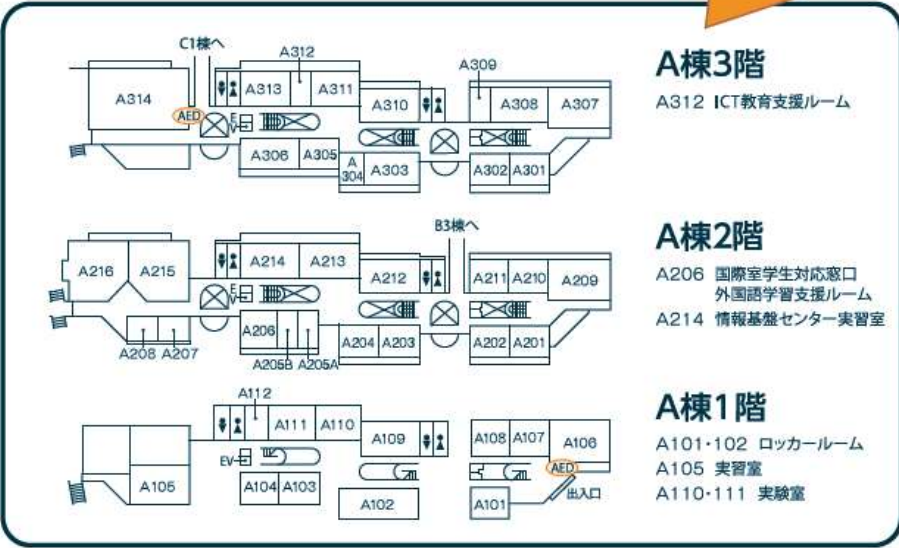 A棟3階
A312 ICT教育支援ルーム
C1棟へ
A312
A309
A314
A313
A311
A310
A308
A307
AED
EV
A306
A305
A304
A303
A302
A301
A棟2階
A206 国際室学生対応窓口
外国語学習支援ルーム
A214 情報基盤センター実習室
B3棟へ
A216
A215
A214
A213
A212
A211
A210
A209
EV
A208
A207
A206
A205B
A205A
A204
A203
A202
A201
A棟1階
A101・102 ロッカールーム
A105 実習室
A110・111 実験室
A112
A111
A110
A109
A108
A107
A106
EV
AED
A105
A104
A103
A102
A101
出入口